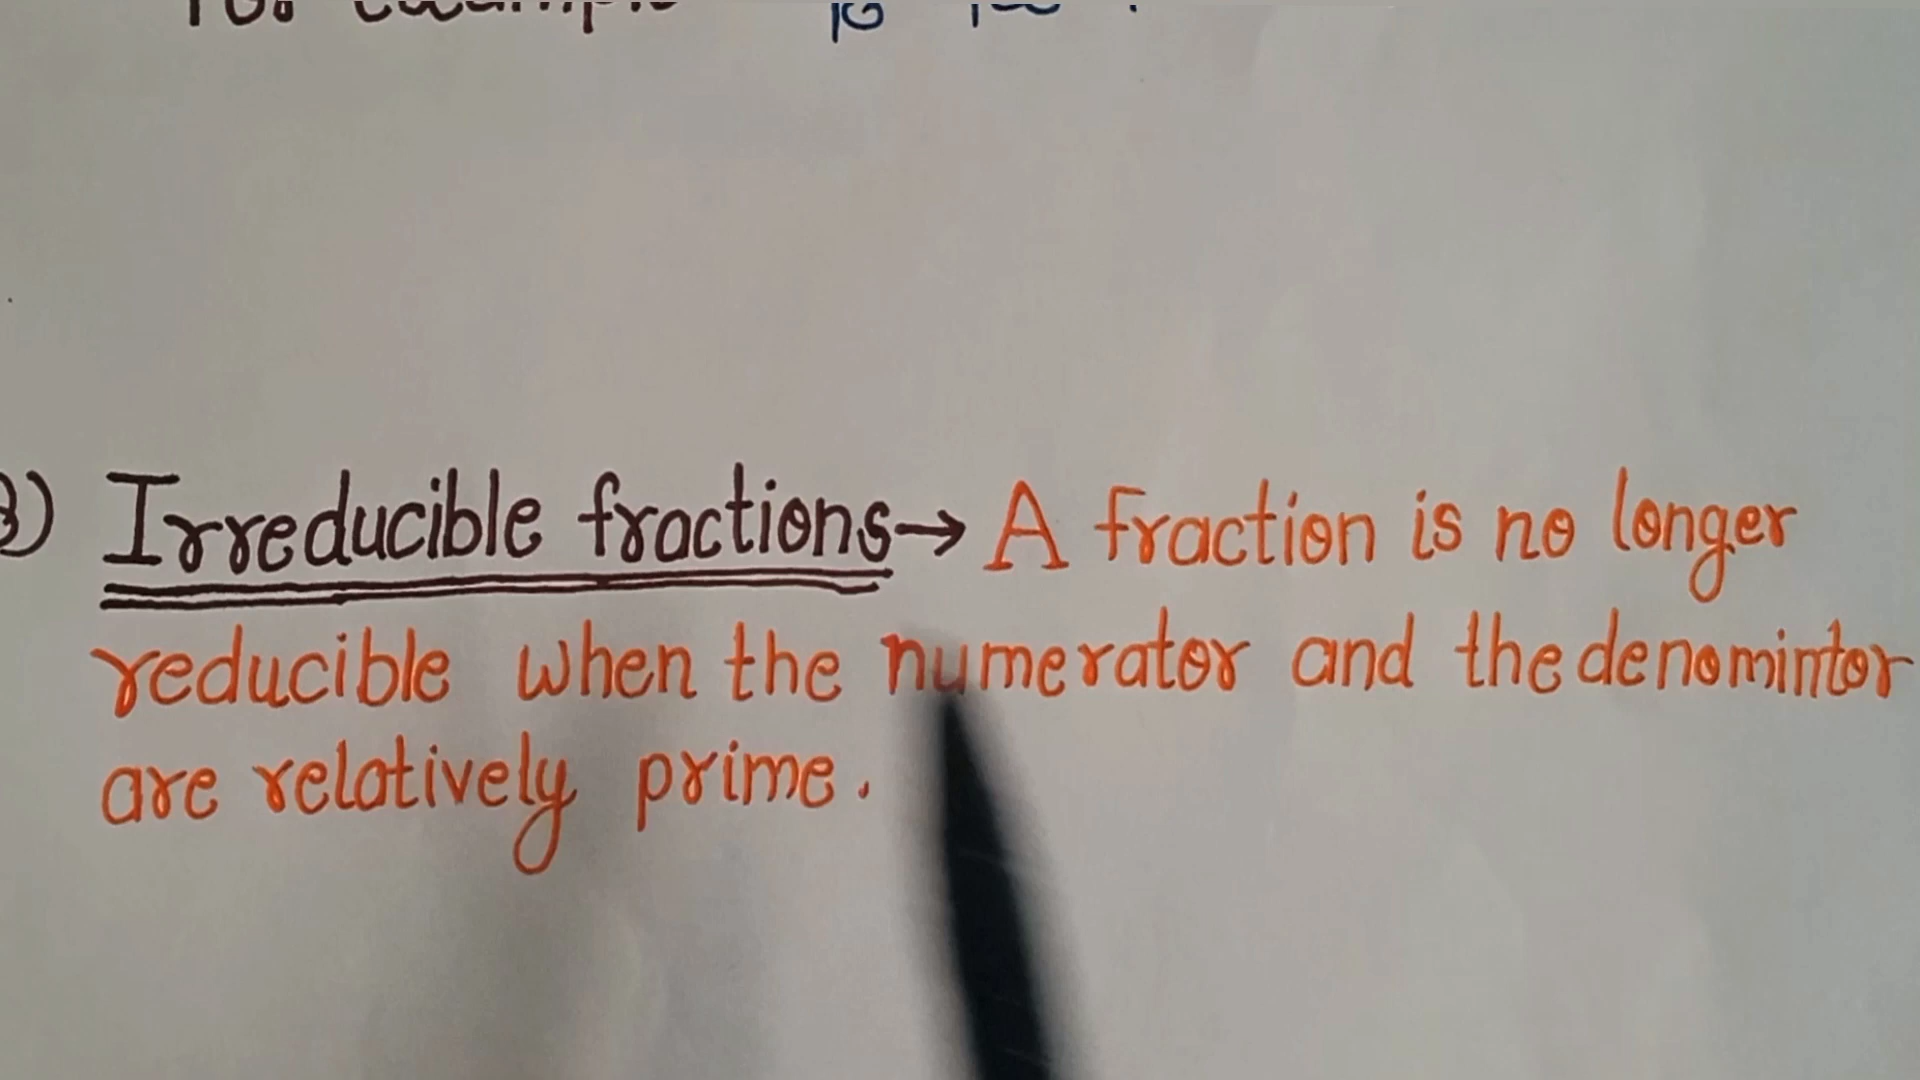 3) Irreducible fractions → A fraction is no longer
reducible when the numerator and the denomintor
are relatively prime.